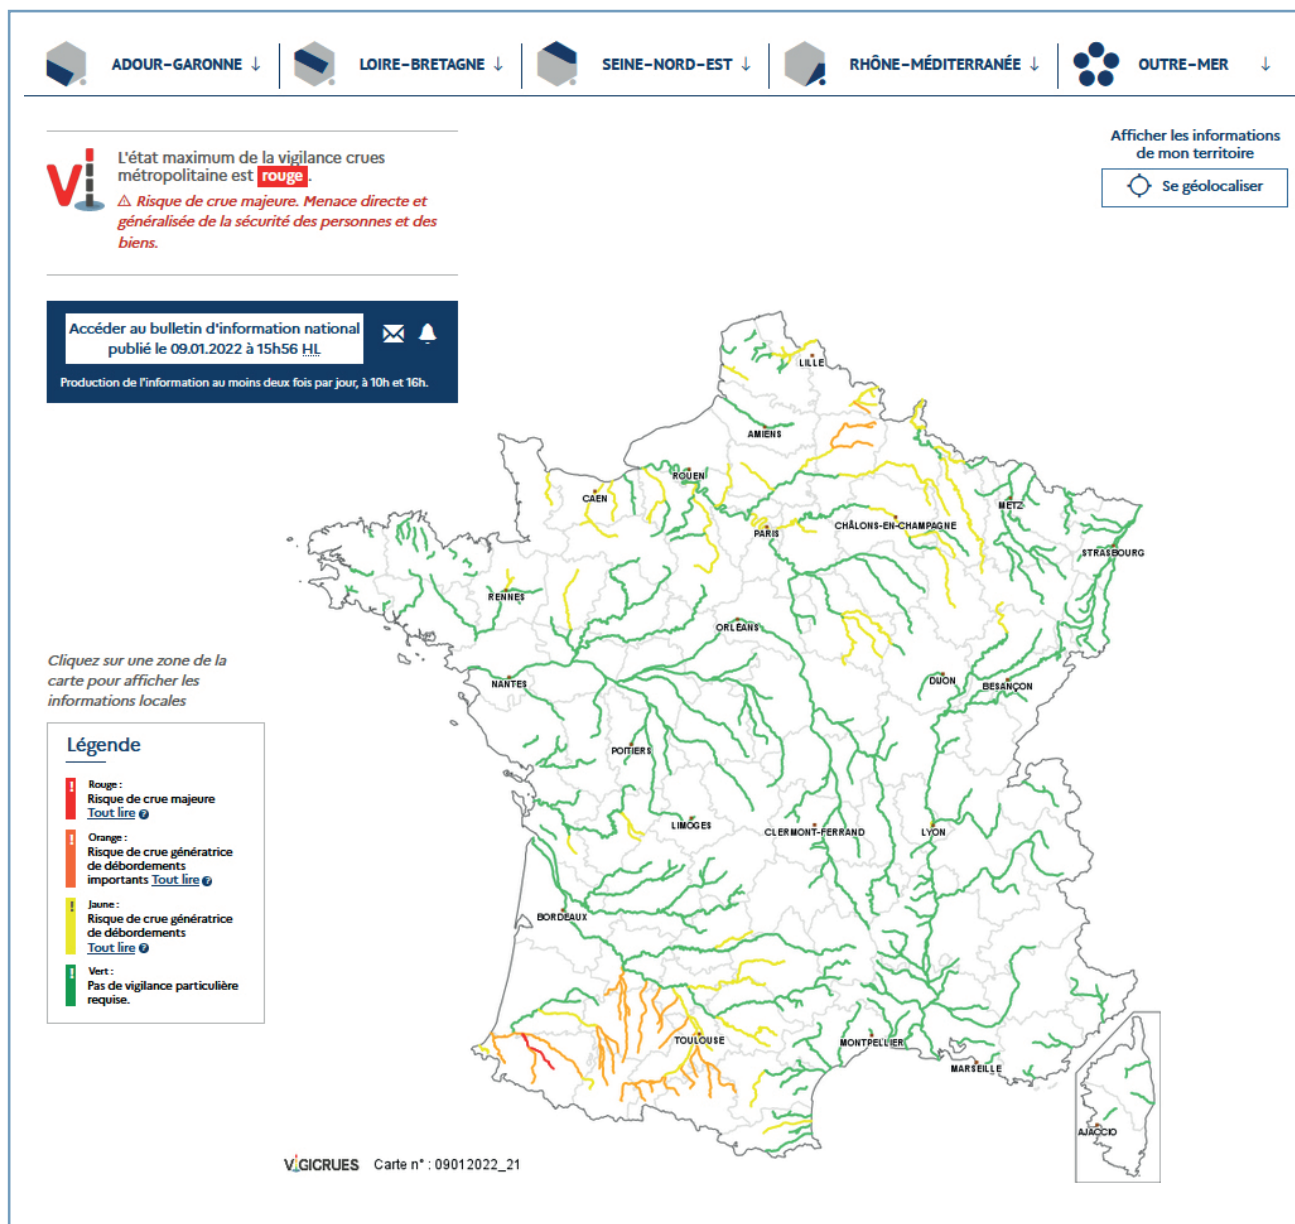 ADOUR-GARONNE ↓
LOIRE-BRETAGNE ↓
SEINE-NORD-EST ↓
RHÔNE-MÉDITERRANÉE ↓
OUTRE-MER ↓
L'état maximum de la vigilance crues
métropolitain est rouge.
⚠ Risque de crue majeure. Menace directe et
généralisée de la sécurité des personnes et des
biens.
Afficher les informations
de mon territoire
Se géolocaliser
Accéder au bulletin d'information national
publié le 09.01.2022 à 15h56 HL
Production de l'information au moins deux fois par jour, à 10h et 16h.
LILLE
AMIENS
ROUEN
CAEN
METZ
CHÂLONS-EN-CHAMPAGNE
PARIS
STRASBOURG
RENNES
ORLÉANS
NANTES
DIJON
BESANÇON
POITIERS
LIMOGES
CLERMONT-FERRAND
LYON
BORDEAUX
TOULOUSE
MONTPELLIER
MARSEILLE
AJACCIO
Cliquez sur une zone de la
carte pour afficher les
informations locales
Légende
! Rouge :
Risque de crue majeure
Tout lire ?
! Orange :
Risque de crue génératrice
de débordements
importants Tout lire ?
! Jaune :
Risque de crue génératrice
de débordements
Tout lire ?
! Vert :
Pas de vigilance particulière
requise.
VIGICRUES Carte n° : 09012022_21